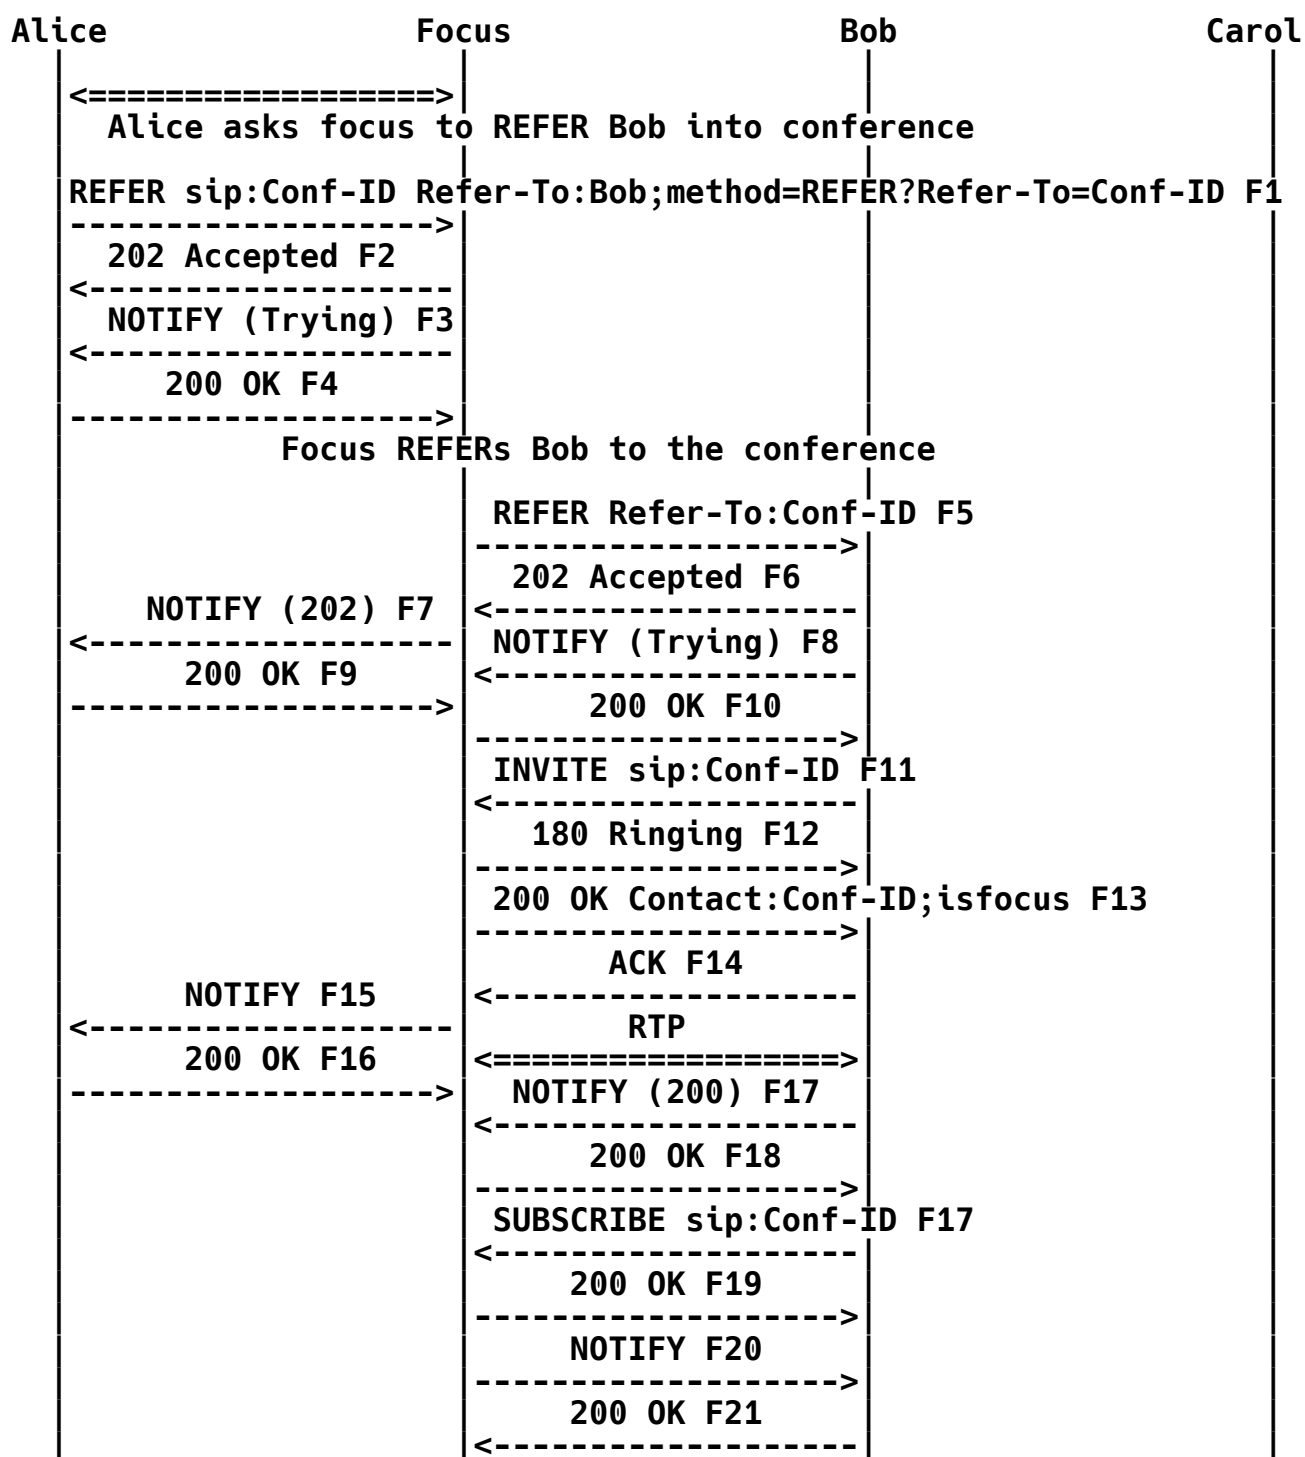 Alice Focus Bob Carol
<==================>
Alice asks focus to REFER Bob into conference
REFER sip:Conf-ID Refer-To:Bob;method=REFER?Refer-To=Conf-ID F1
------------------->
202 Accepted F2
<-------------------
NOTIFY (Trying) F3
<-------------------
200 OK F4
------------------->
Focus REFERs Bob to the conference
REFER Refer-To:Conf-ID F5
------------------->
202 Accepted F6
NOTIFY (202) F7 <-------------------
<------------------- NOTIFY (Trying) F8
200 OK F9 <-------------------
-------------------> 200 OK F10
------------------->
INVITE sip:Conf-ID F11
<-------------------
180 Ringing F12
------------------->
200 OK Contact:Conf-ID;isfocus F13
------------------->
ACK F14
NOTIFY F15 <-------------------
<------------------- RTP
200 OK F16 <==================>
-------------------> NOTIFY (200) F17
<-------------------
200 OK F18
------------------->
SUBSCRIBE sip:Conf-ID F17
<-------------------
200 OK F19
------------------->
NOTIFY F20
------------------->
200 OK F21
<-------------------